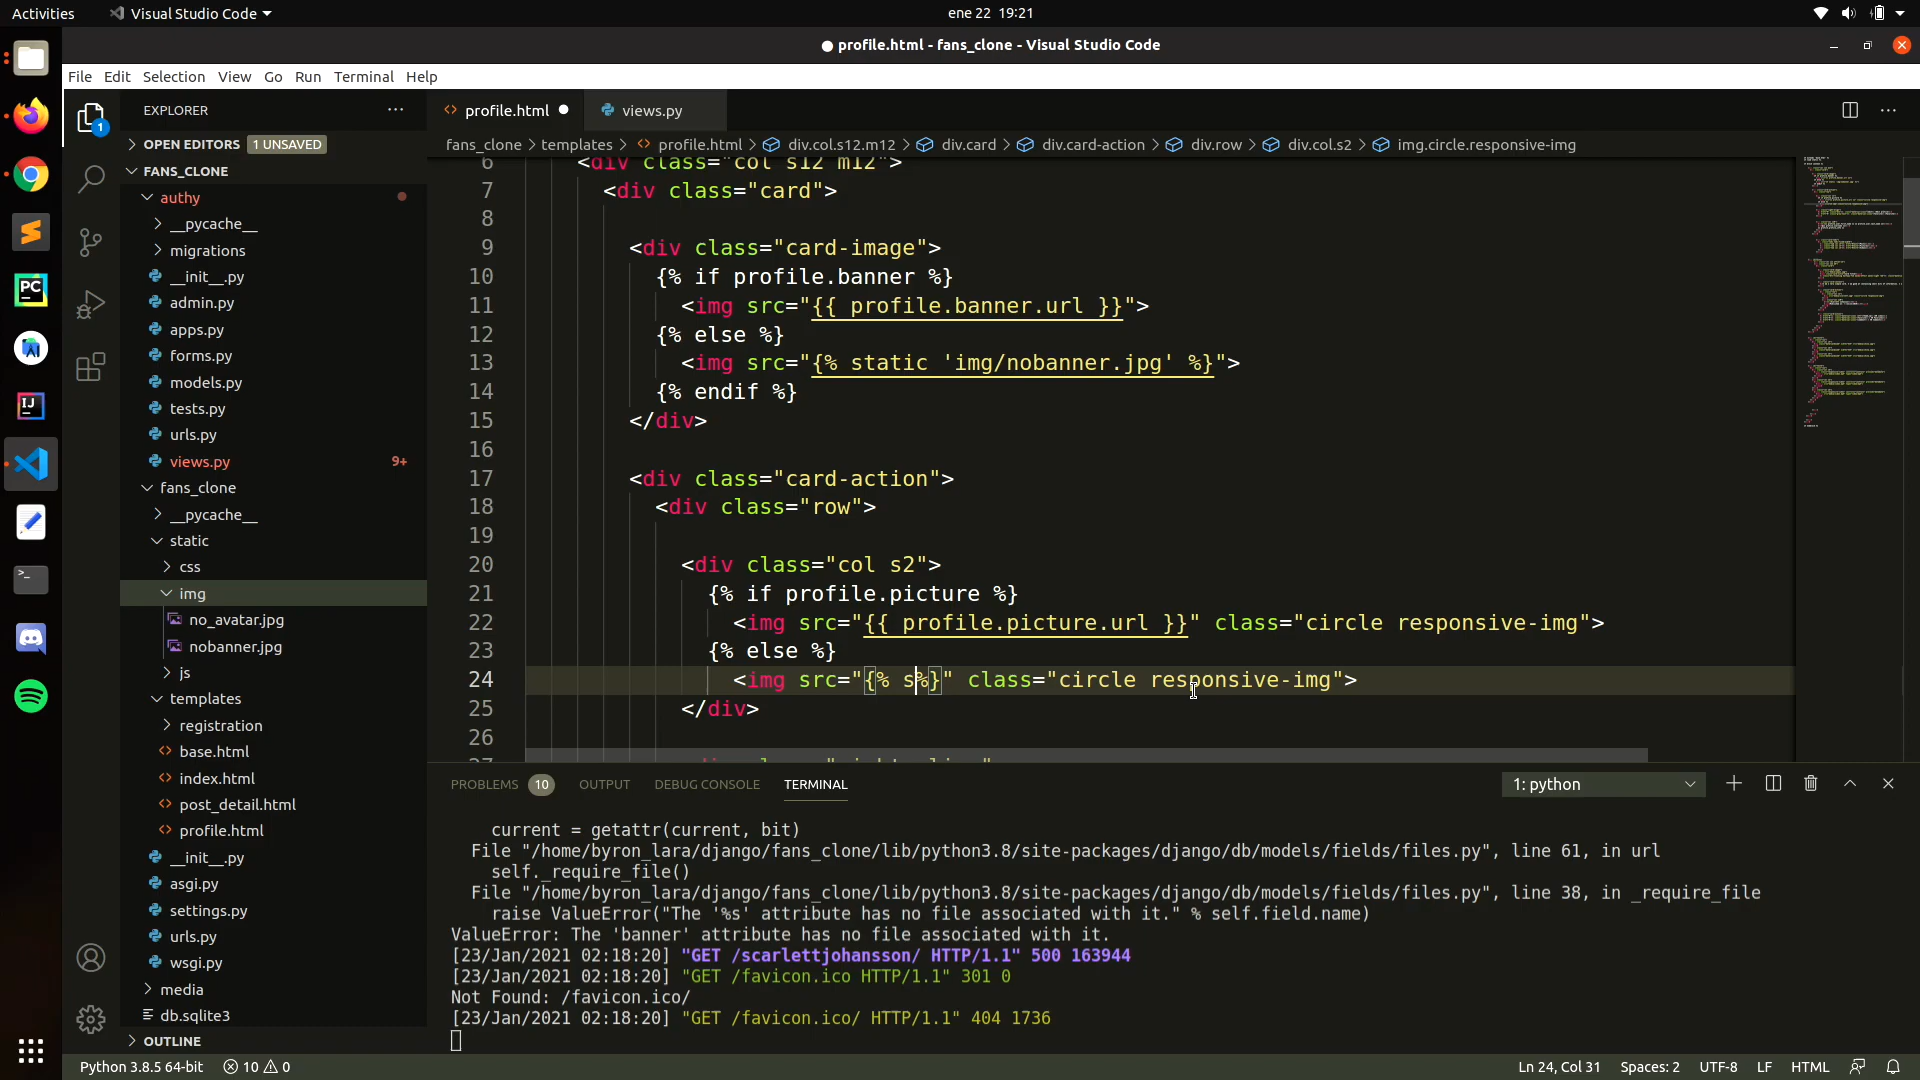 Activities
Visual Studio Code
ene 22 19:21
● profile.html - fans_clone - Visual Studio Code
File Edit Selection View Go Run Terminal Help
EXPLORER ···
profile.html
views.py
OPEN EDITORS 1 UNSAVED
fans_clone > templates > profile.html > div.col.s12.m12 > div.card > div.card-action > div.row > div.col.s2 > img.circle.responsive-img
FANS_CLONE
authy
__pycache__
migrations
__init__.py
admin.py
apps.py
forms.py
models.py
tests.py
urls.py
views.py 9+
fans_clone
__pycache__
static
css
img
no_avatar.jpg
nobanner.jpg
js
templates
registration
base.html
index.html
post_detail.html
profile.html
__init__.py
asgi.py
settings.py
urls.py
wsgi.py
media
db.sqlite3
OUTLINE
6 <div class="col s12 m12">
7 <div class="card">
8
9 <div class="card-image">
10 {% if profile.banner %}
11 <img src="{{ profile.banner.url }}">
12 {% else %}
13 <img src="{% static 'img/nobanner.jpg' %}">
14 {% endif %}
15 </div>
16
17 <div class="card-action">
18 <div class="row">
19
20 <div class="col s2">
21 {% if profile.picture %}
22 <img src="{{ profile.picture.url }}" class="circle responsive-img">
23 {% else %}
24 <img src="{% s%}" class="circle responsive-img">
25 </div>
26
PROBLEMS 10 OUTPUT DEBUG CONSOLE TERMINAL
1: python
current = getattr(current, bit)
File "/home/byron_lara/django/fans_clone/lib/python3.8/site-packages/django/db/models/fields/files.py", line 61, in url
self._require_file()
File "/home/byron_lara/django/fans_clone/lib/python3.8/site-packages/django/db/models/fields/files.py", line 38, in _require_file
raise ValueError("The '%s' attribute has no file associated with it." % self.field.name)
ValueError: The 'banner' attribute has no file associated with it.
[23/Jan/2021 02:18:20] "GET /scarlettjohansson/ HTTP/1.1" 500 163944
[23/Jan/2021 02:18:20] "GET /favicon.ico HTTP/1.1" 301 0
Not Found: /favicon.ico/
[23/Jan/2021 02:18:20] "GET /favicon.ico/ HTTP/1.1" 404 1736
Python 3.8.5 64-bit 10 0
Ln 24, Col 31 Spaces: 2 UTF-8 LF HTML